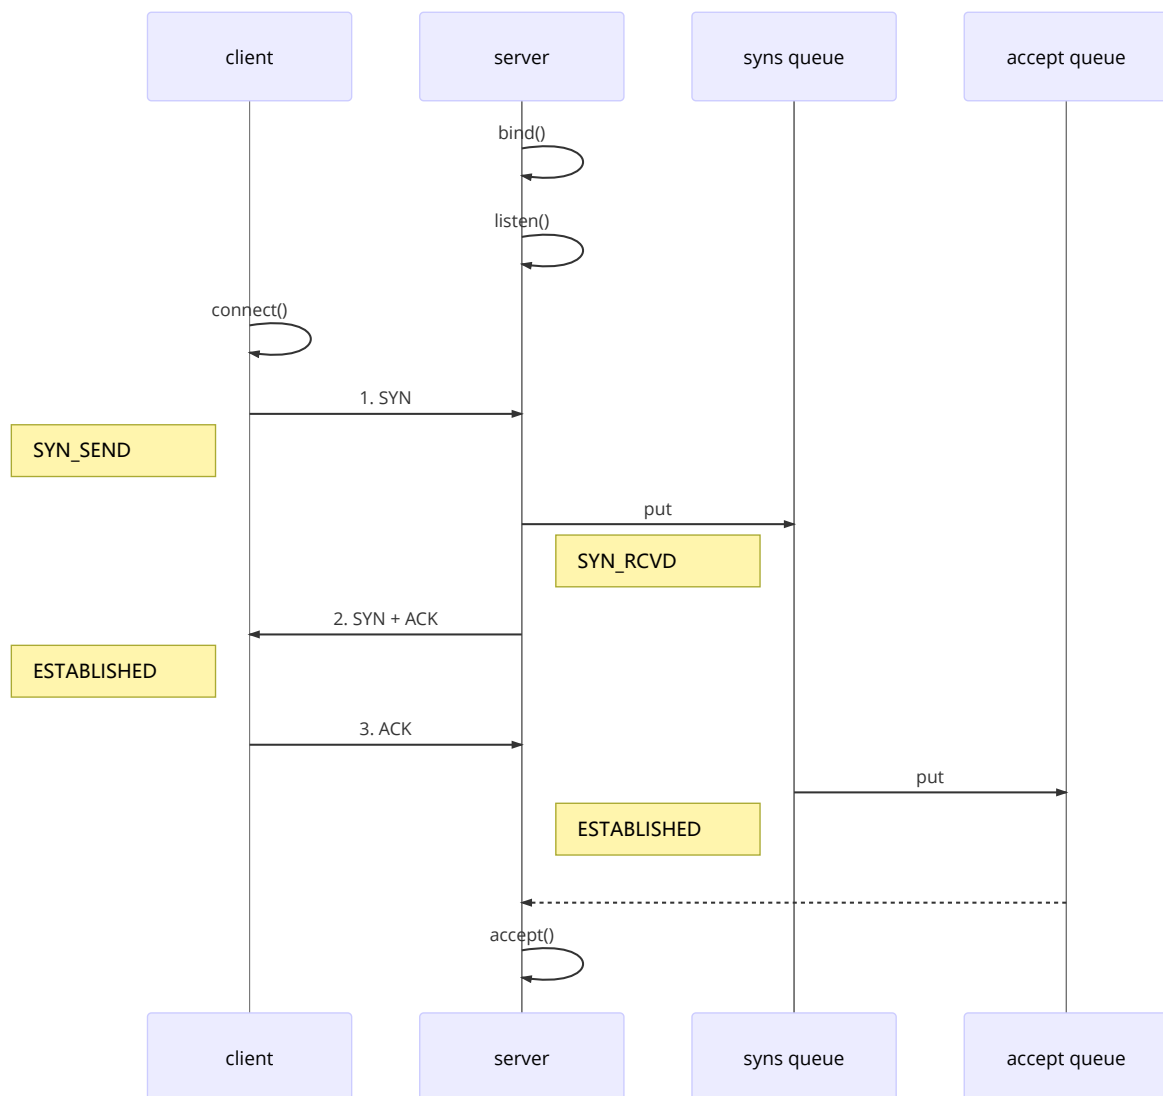 client
server
syns queue
accept queue
bind()
listen()
connect()
1. SYN
SYN_SEND
put
SYN_RCVD
2. SYN + ACK
ESTABLISHED
3. ACK
put
ESTABLISHED
accept()
client
server
syns queue
accept queue